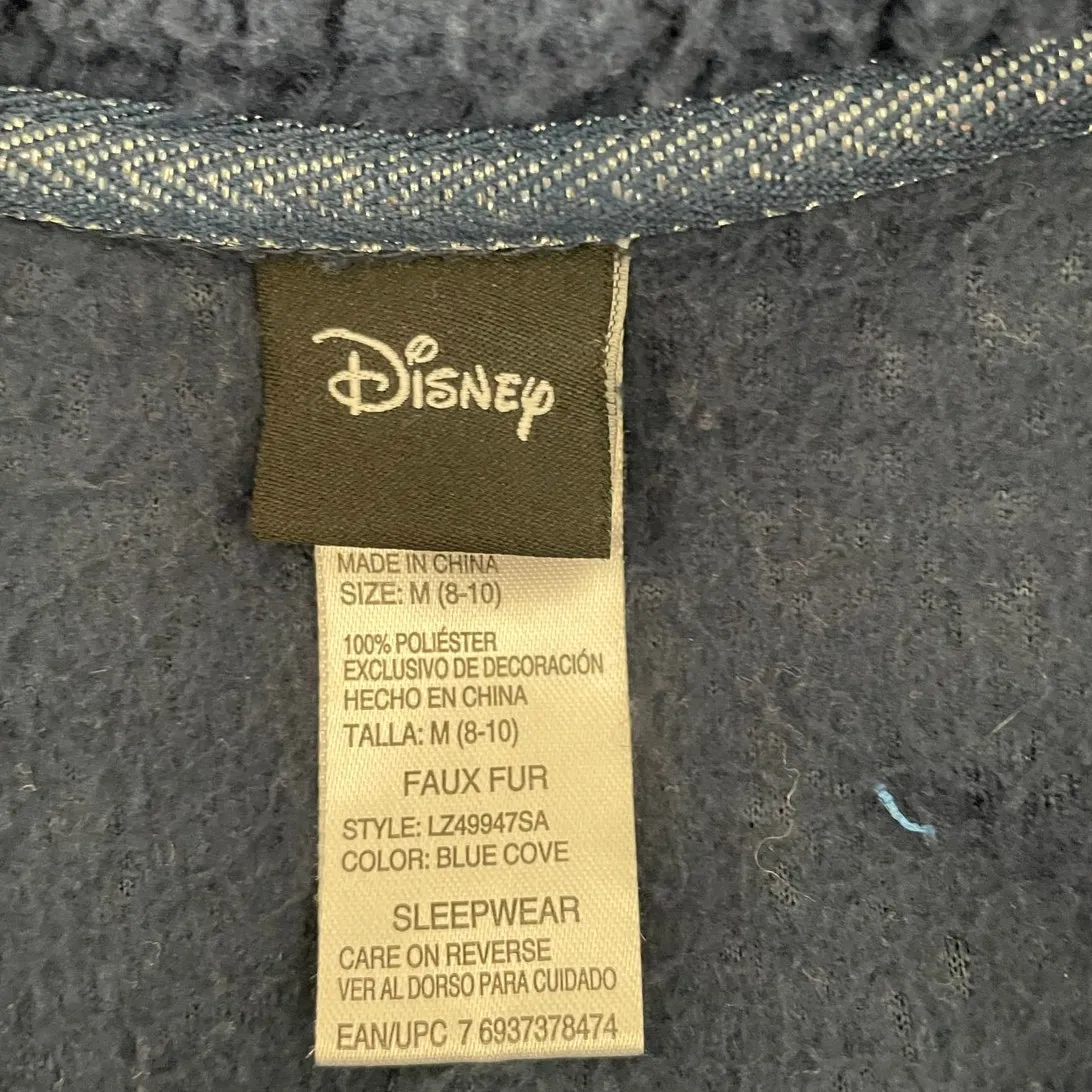 Disney
MADE IN CHINA
SIZE: M (8-10)
100% POLIÉSTER
EXCLUSIVO DE DECORACIÓN
HECHO EN CHINA
TALLA: M (8-10)
FAUX FUR
STYLE: LZ49947SA
COLOR: BLUE COVE
SLEEPWEAR
CARE ON REVERSE
VER AL DORSO PARA CUIDADO
EAN/UPC 7 6937378474